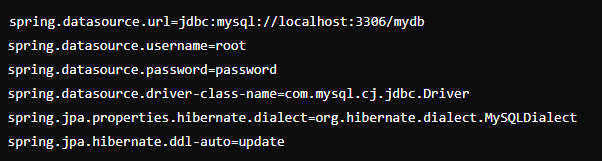 spring.datasource.url=jdbc:mysql://localhost:3306/mydb
spring.datasource.username=root
spring.datasource.password=password
spring.datasource.driver-class-name=com.mysql.cj.jdbc.Driver
spring.jpa.properties.hibernate.dialect=org.hibernate.dialect.MySQLDialect
spring.jpa.hibernate.ddl-auto=update